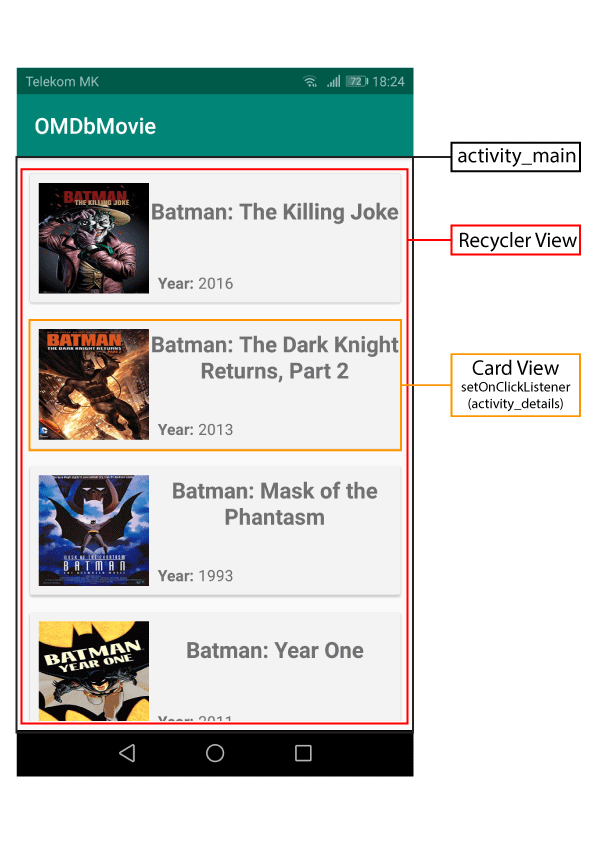 Telekom MK 72 18:24
OMDbMovie
activity_main
BATMAN
THE KILLING JOKE
Batman: The Killing Joke
Year: 2016
Recycler View
BATMAN
THE DARK KNIGHT RETURNS
Batman: The Dark Knight
Returns, Part 2
Year: 2013
Card View
setOnClickListener
(activity_details)
MASK OF THE PHANTASM
BATMAN
Batman: Mask of the
Phantasm
Year: 1993
BATMAN
YEAR ONE
Batman: Year One
Year: 2011